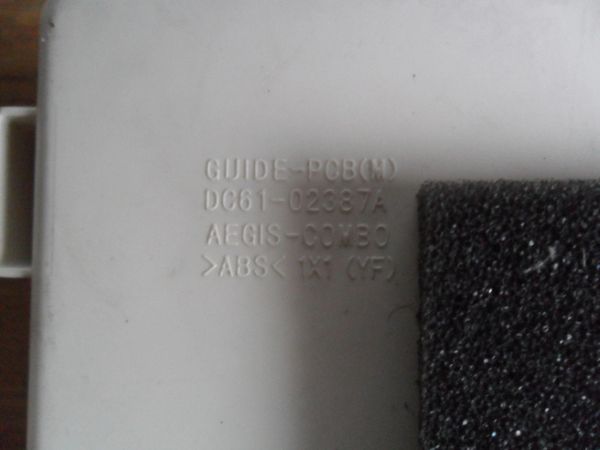 GUIDE-PCB(M)
DC61-02387A
AEGIS-COMBO
>ABS< 1X1 (YF)